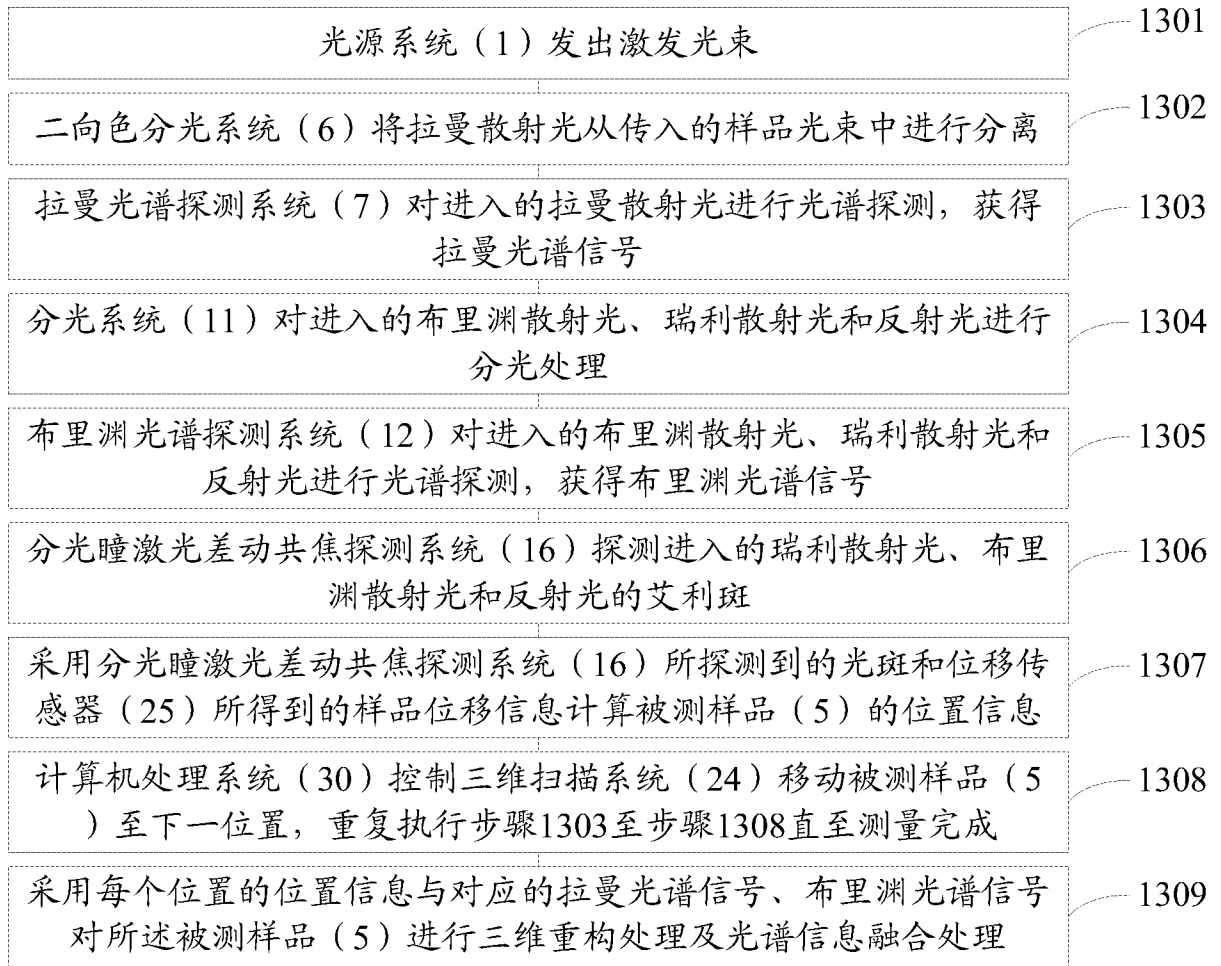 光源系统（1）发出激发光束
1301
二向色分光系统（6）将拉曼散射光从传入的样品光束中进行分离
1302
拉曼光谱探测系统（7）对进入的拉曼散射光进行光谱探测，获得
拉曼光谱信号
1303
分光系统（11）对进入的布里渊散射光、瑞利散射光和反射光进行
分光处理
1304
布里渊光谱探测系统（12）对进入的布里渊散射光、瑞利散射光和
反射光进行光谱探测，获得布里渊光谱信号
1305
分光瞳激光差动共焦探测系统（16）探测进入的瑞利散射光、布里
渊散射光和反射光的艾利斑
1306
采用分光瞳激光差动共焦探测系统（16）所探测到的光斑和位移传
感器（25）所得到的样品位移信息计算被测样品（5）的位置信息
1307
计算机处理系统（30）控制三维扫描系统（24）移动被测样品（5
）至下一位置，重复执行步骤1303至步骤1308直至测量完成
1308
采用每个位置的位置信息与对应的拉曼光谱信号、布里渊光谱信号
对所述被测样品（5）进行三维重构处理及光谱信息融合处理
1309